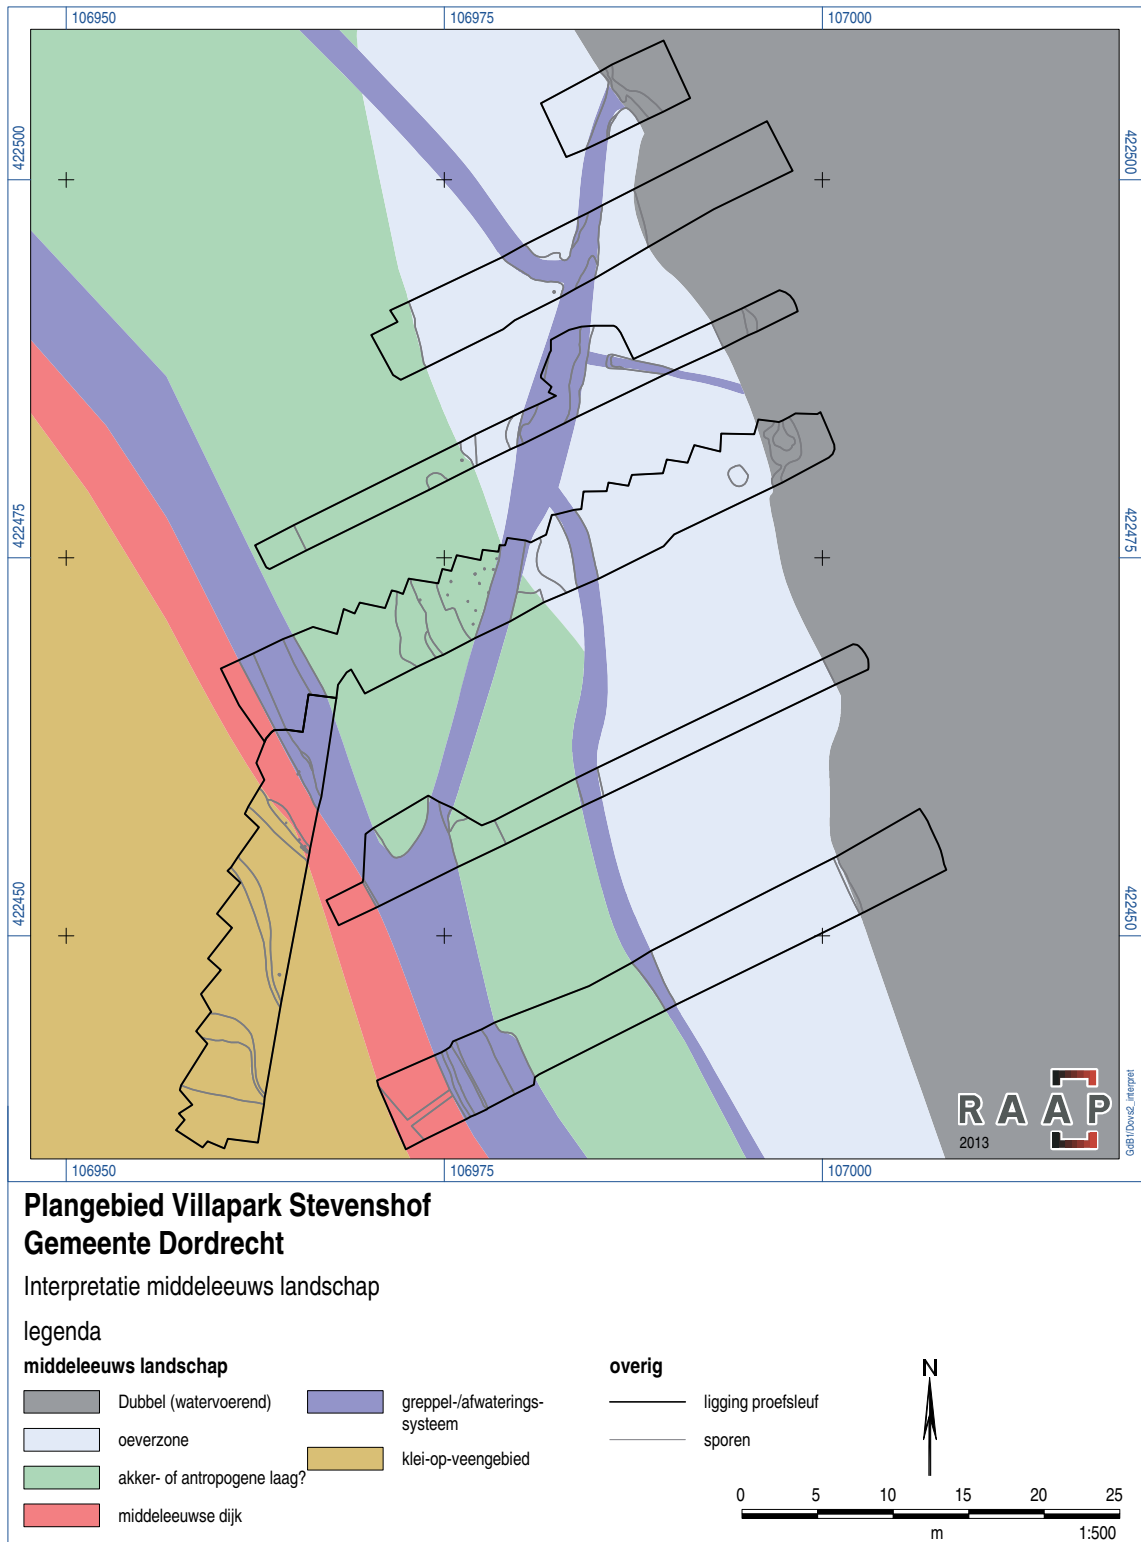 106950
106975
107000
422500
422500
422475
422475
422450
422450
RAAP
2013
GdB1/Dovs2_interpret
106950
106975
107000
Plangebied Villapark Stevenshof
Gemeente Dordrecht
Interpretatie middeleeuws landschap
legenda
middeleeuws landschap
Dubbel (watervoerend)
oeverzone
akker- of antropogene laag?
middeleeuwse dijk
greppel-/afwaterings-
systeem
klei-op-veengebied
overig
ligging proefsleuf
sporen
N
0 5 10 15 20 25
m
1:500